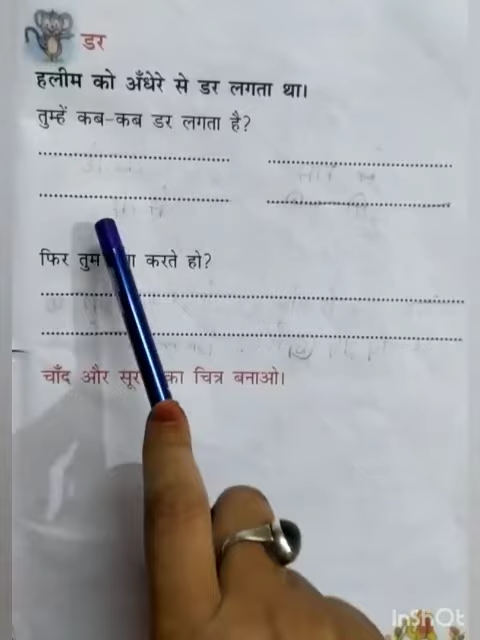 डर
हलीम को अँधेरे से डर लगता था।
तुम्हें कब-कब डर लगता है?
फिर तुम करते हो?
चाँद और का चित्र बनाओ।
InShOt